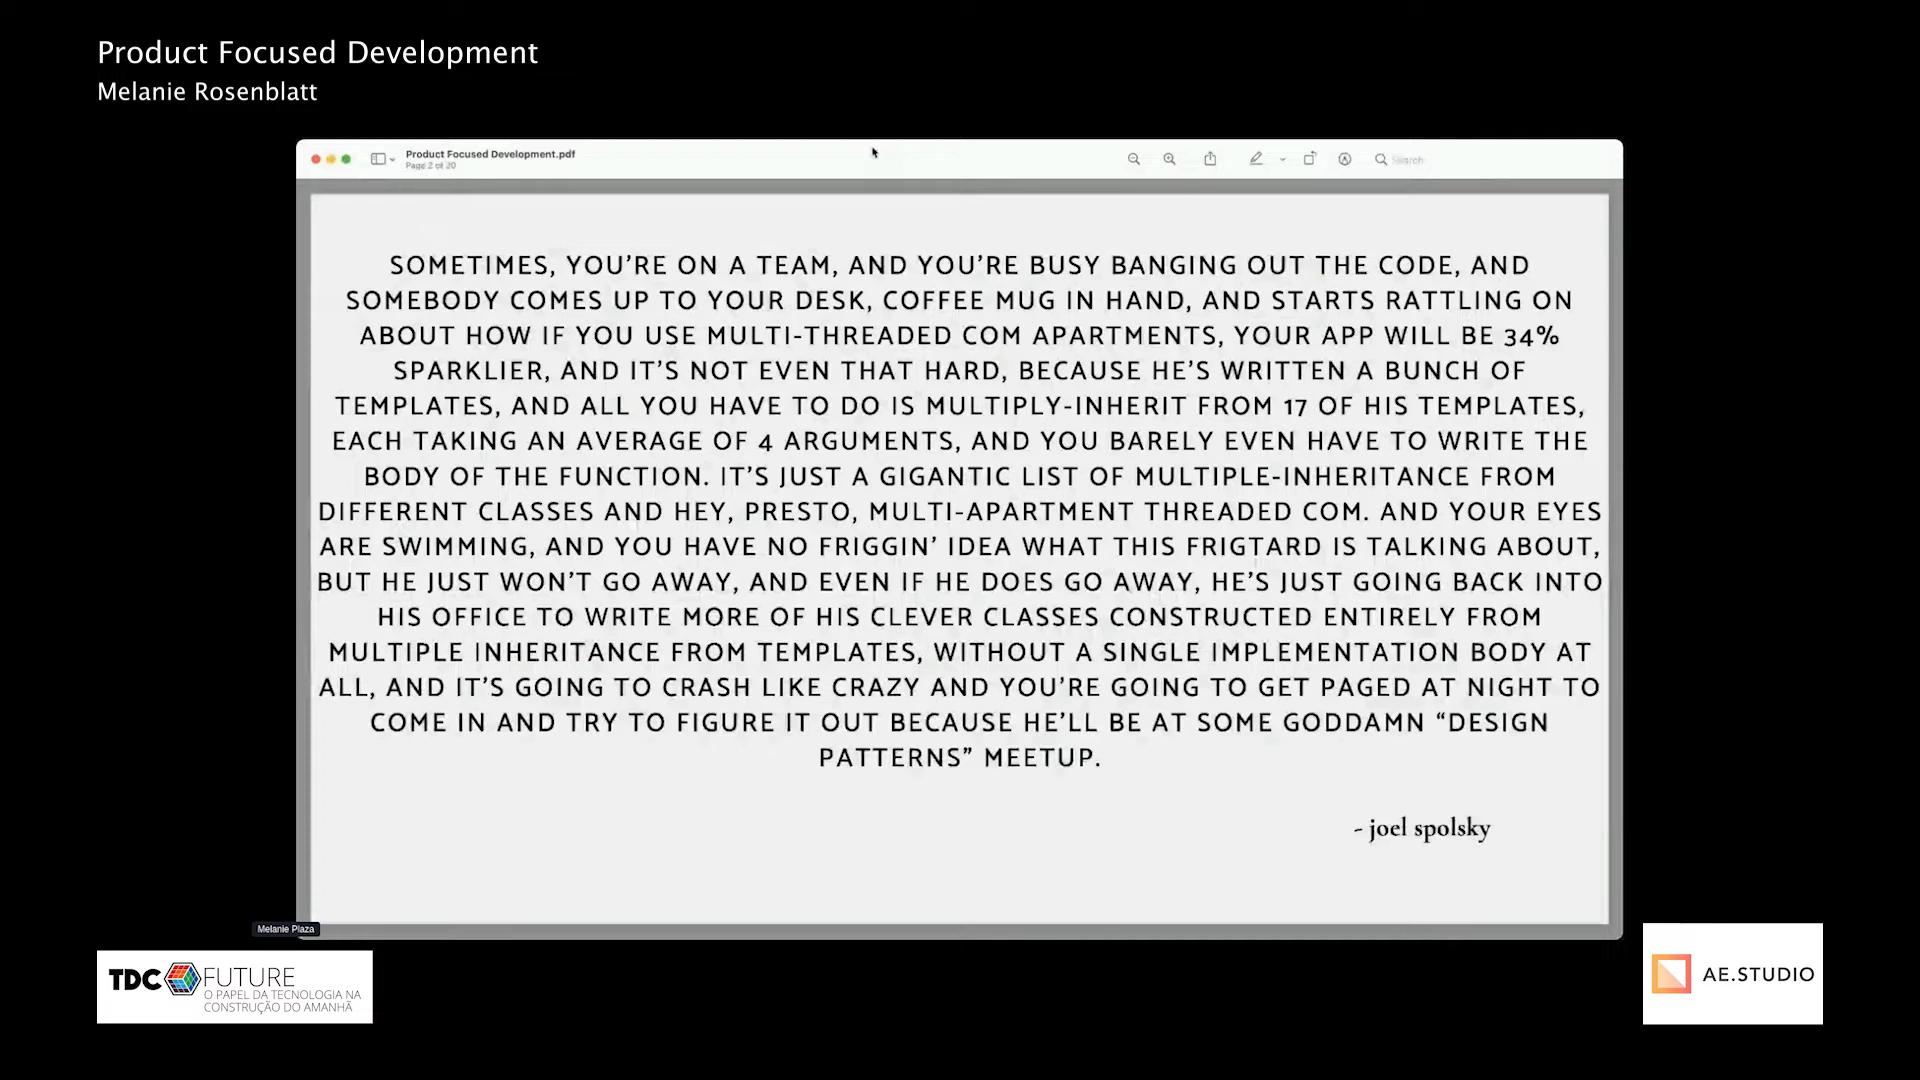 Product Focused Development
Melanie Rosenblatt
Product Focused Development.pdf
Page 2 of 20
Search
SOMETIMES, YOU'RE ON A TEAM, AND YOU'RE BUSY BANGING OUT THE CODE, AND
SOMEBODY COMES UP TO YOUR DESK, COFFEE MUG IN HAND, AND STARTS RATTLING ON
ABOUT HOW IF YOU USE MULTI-THREADED COM APARTMENTS, YOUR APP WILL BE 34%
SPARKLIER, AND IT'S NOT EVEN THAT HARD, BECAUSE HE'S WRITTEN A BUNCH OF
TEMPLATES, AND ALL YOU HAVE TO DO IS MULTIPLY-INHERIT FROM 17 OF HIS TEMPLATES,
EACH TAKING AN AVERAGE OF 4 ARGUMENTS, AND YOU BARELY EVEN HAVE TO WRITE THE
BODY OF THE FUNCTION. IT'S JUST A GIGANTIC LIST OF MULTIPLE-INHERITANCE FROM
DIFFERENT CLASSES AND HEY, PRESTO, MULTI-APARTMENT THREADED COM. AND YOUR EYES
ARE SWIMMING, AND YOU HAVE NO FRIGGIN' IDEA WHAT THIS FRIGTARD IS TALKING ABOUT,
BUT HE JUST WON'T GO AWAY, AND EVEN IF HE DOES GO AWAY, HE'S JUST GOING BACK INTO
HIS OFFICE TO WRITE MORE OF HIS CLEVER CLASSES CONSTRUCTED ENTIRELY FROM
MULTIPLE INHERITANCE FROM TEMPLATES, WITHOUT A SINGLE IMPLEMENTATION BODY AT
ALL, AND IT'S GOING TO CRASH LIKE CRAZY AND YOU'RE GOING TO GET PAGED AT NIGHT TO
COME IN AND TRY TO FIGURE IT OUT BECAUSE HE'LL BE AT SOME GODDAMN “DESIGN
PATTERNS” MEETUP.
- joel spolsky
Melanie Plaza
TDC FUTURE
O PAPEL DA TECNOLOGIA NA
CONSTRUÇÃO DO AMANHÃ
AE.STUDIO